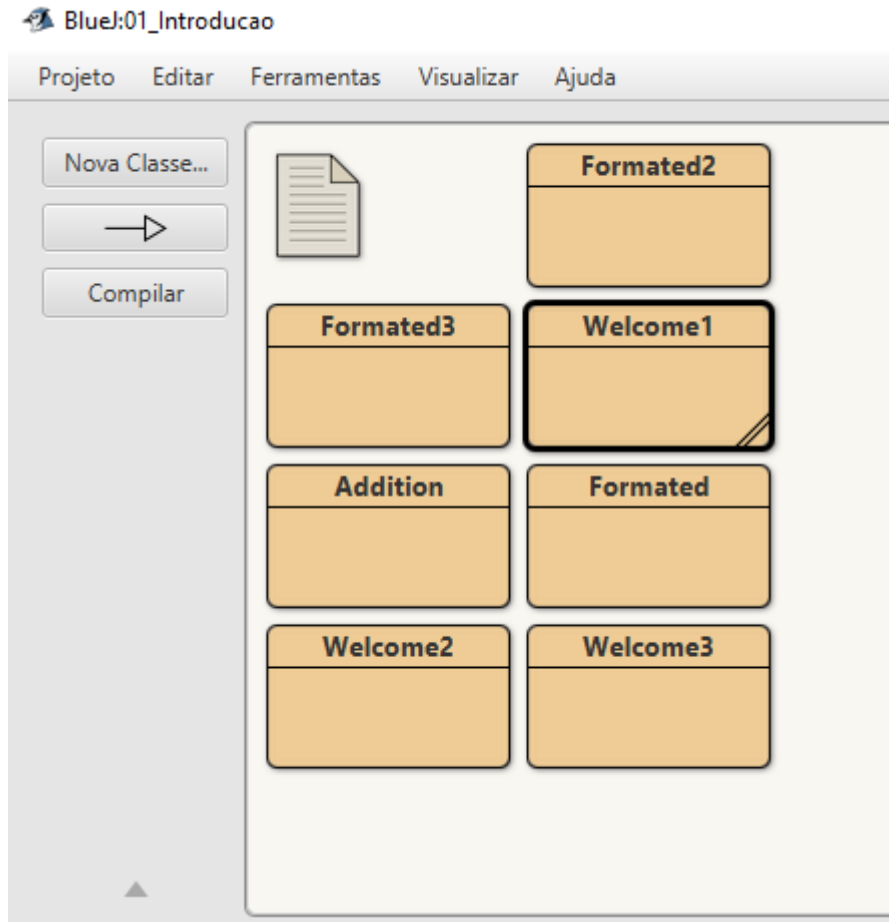 BlueJ:01_Introducao
Projeto Editar Ferramentas Visualizar Ajuda
Nova Classe...
Compilar
Formated2
Formated3 Welcome1
Addition Formated
Welcome2 Welcome3